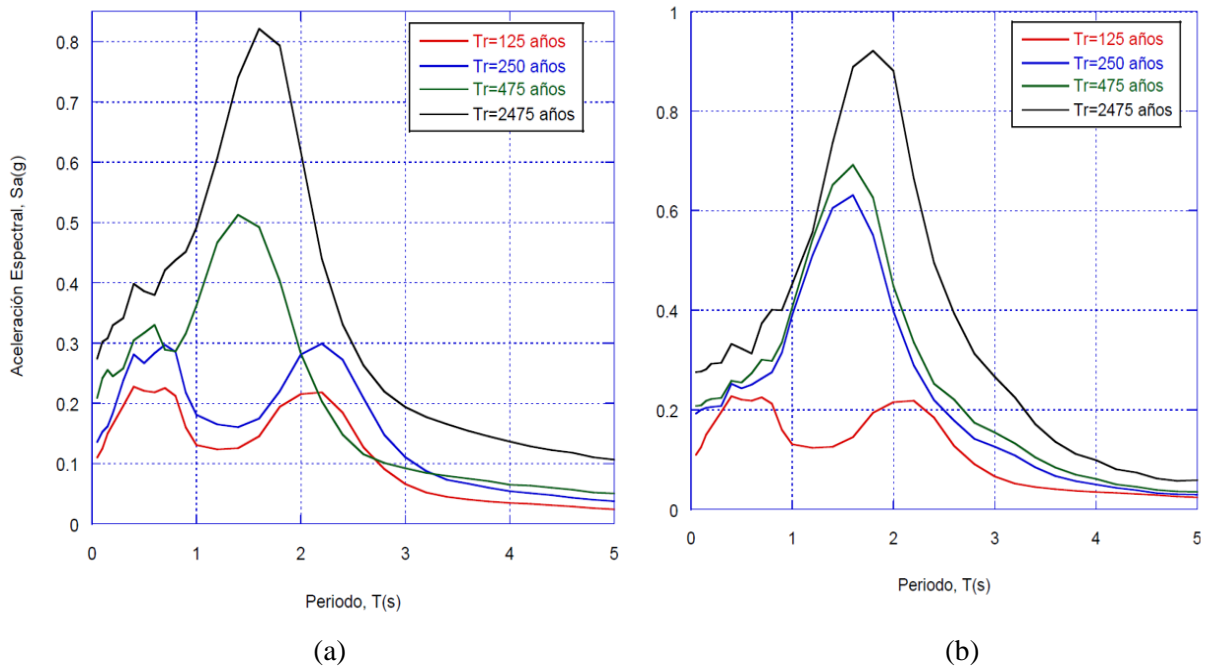 Aceleración Espectral, Sa(g)
0.8
0.7
0.6
0.5
0.4
0.3
0.2
0.1
0
Tr=125 años
Tr=250 años
Tr=475 años
Tr=2475 años
0 1 2 3 4 5
Periodo, T(s)
(a)
1
0.8
0.6
0.4
0.2
0
Tr=125 años
Tr=250 años
Tr=475 años
Tr=2475 años
0 1 2 3 4 5
Periodo, T(s)
(b)